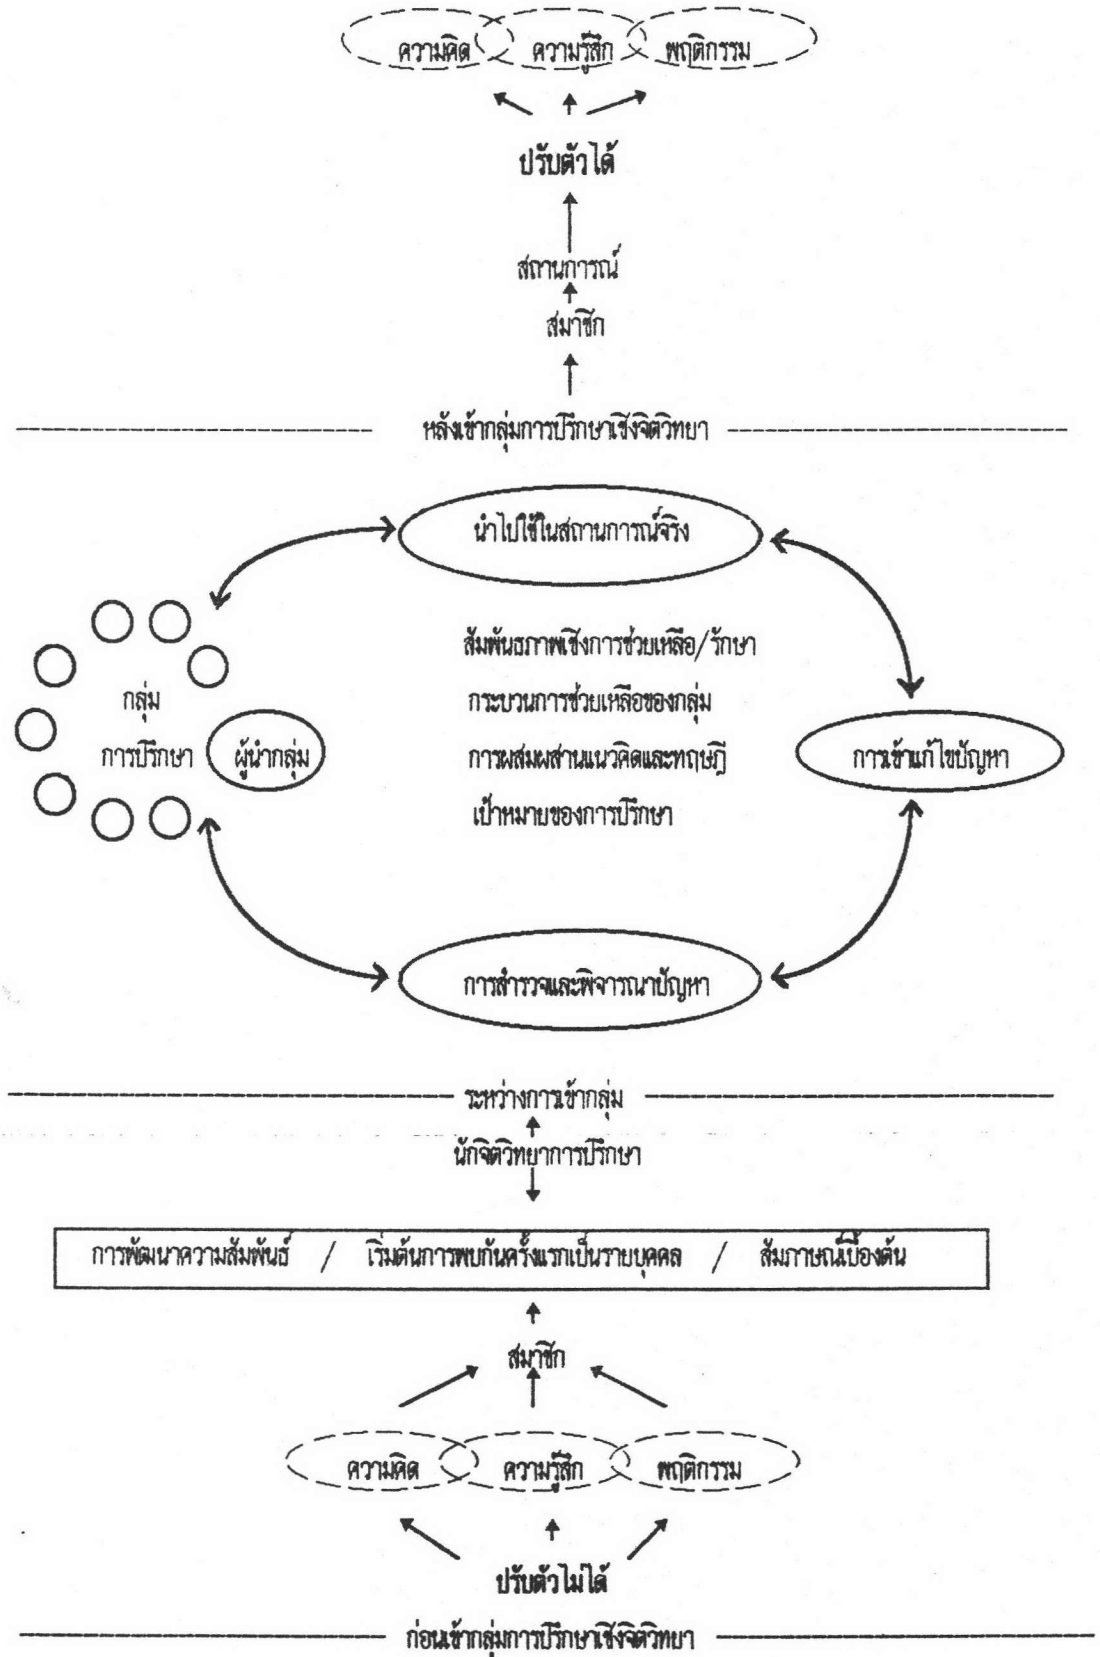 ความคิด ความรู้สึก พฤติกรรม
ปรับตัวได้
สถานการณ์
สมาชิก
หลังเข้ากลุ่มการปรึกษาเชิงจิตวิทยา
นำไปใช้ในสถานการณ์จริง
สัมพันธภาพเชิงการช่วยเหลือ/รักษา
กระบวนการช่วยเหลือของกลุ่ม
การผสมผสานแนวคิดและทฤษฎี
เป้าหมายของการปรึกษา
กลุ่ม
การปรึกษา
ผู้นำกลุ่ม
การเข้าแก้ไขปัญหา
การสำรวจและพิจารณาปัญหา
ระหว่างการเข้ากลุ่ม
นักจิตวิทยาการปรึกษา
การพัฒนาความสัมพันธ์ / เริ่มต้นการพบกันครั้งแรกเป็นรายบุคคล / สัมภาษณ์เบื้องต้น
สมาชิก
ความคิด ความรู้สึก พฤติกรรม
ปรับตัวไม่ได้
ก่อนเข้ากลุ่มการปรึกษาเชิงจิตวิทยา